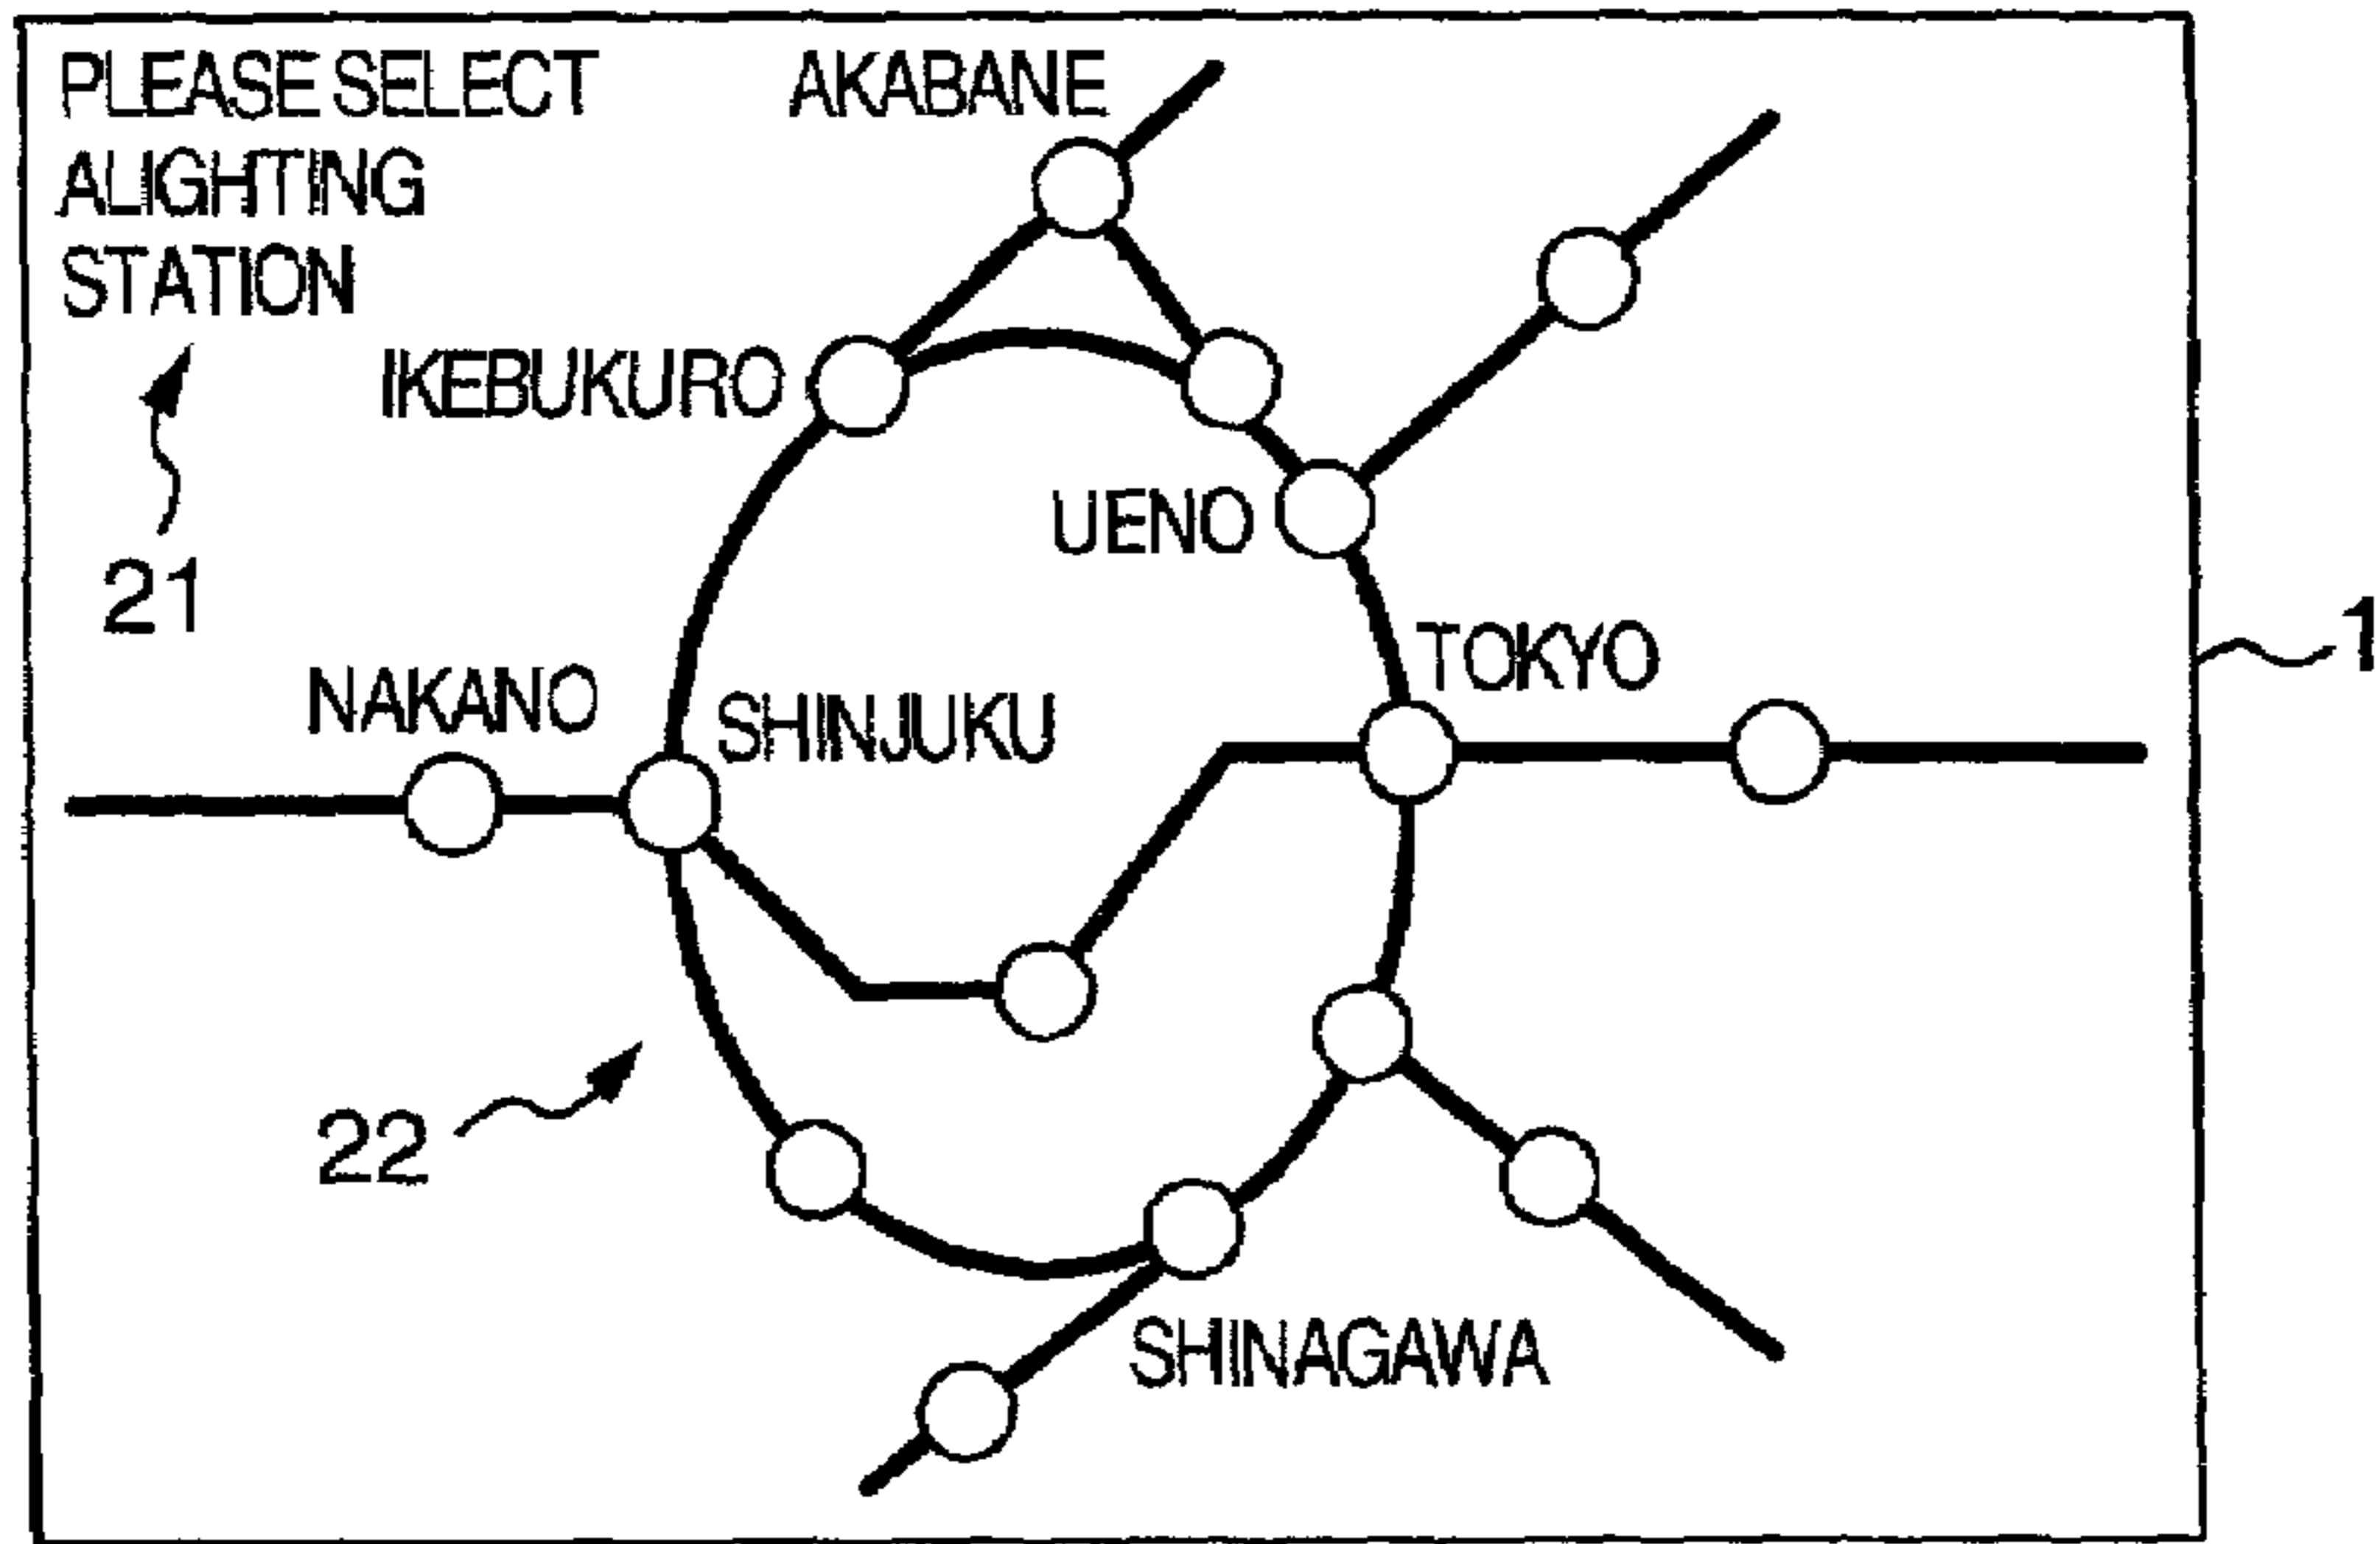 PLEASE SELECT
ALIGHTING
STATION
AKABANE
IKEBUKURO
UENO
21
TOKYO
1
NAKANO
SHINJUKU
22
SHINAGAWA